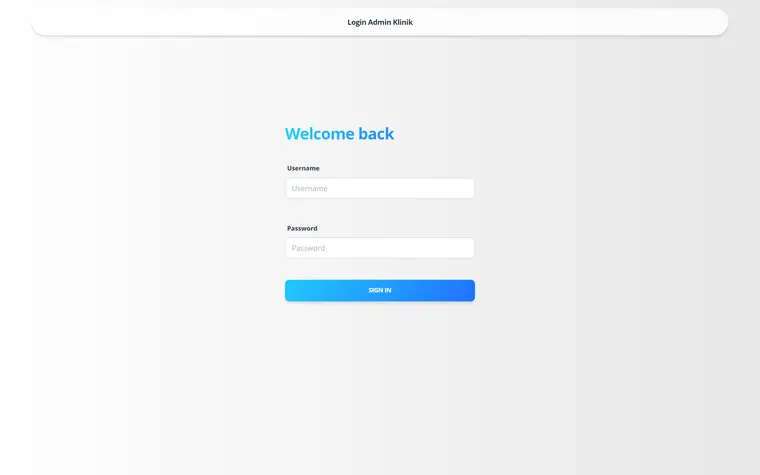 Login Admin Klinik
Welcome back
Username
Username
Password
Password
SIGN IN